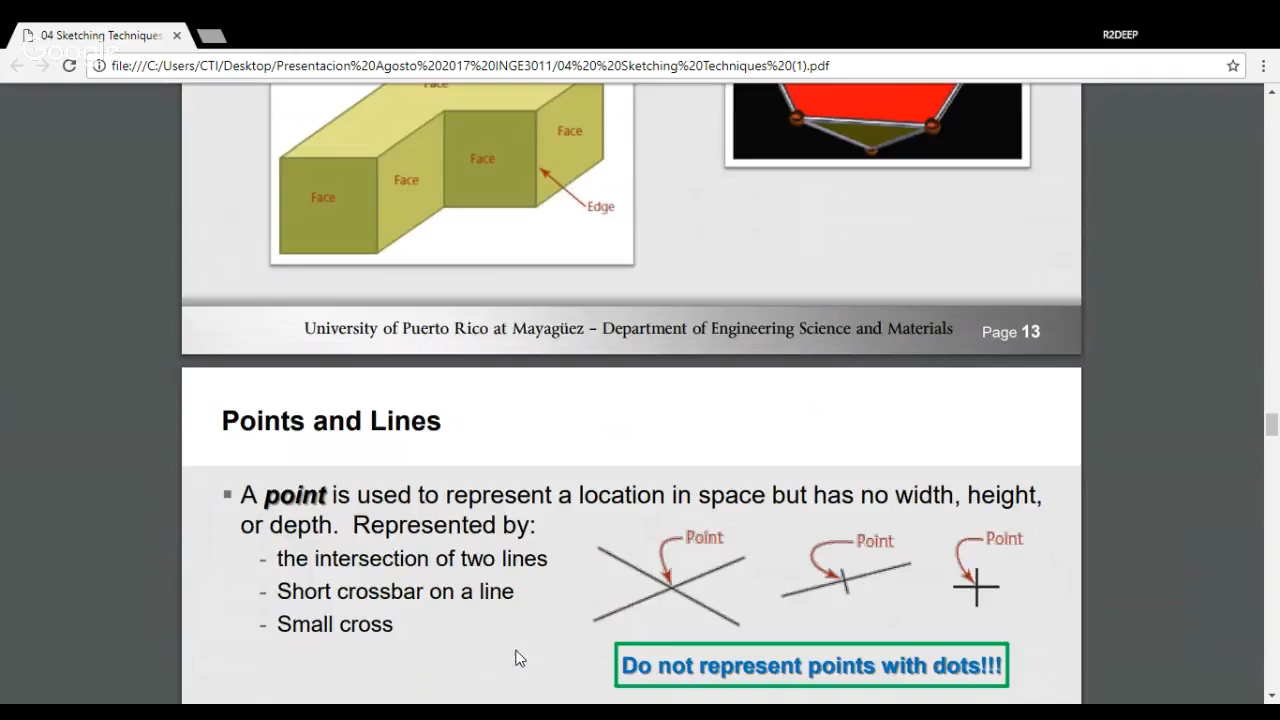 04 Sketching Techniques
R2DEEP
Google
file:///C:/Users/CTI/Desktop/Presentacion%20Agosto%202017%20INGE3011/04%20%20Sketching%20Techniques%20(1).pdf
Face
Face
Face
Face
Face
Edge
University of Puerto Rico at Mayagüez – Department of Engineering Science and Materials
Page 13
Points and Lines
A point is used to represent a location in space but has no width, height,
or depth. Represented by:
- the intersection of two lines
- Short crossbar on a line
- Small cross
Point
Point
Point
Do not represent points with dots!!!